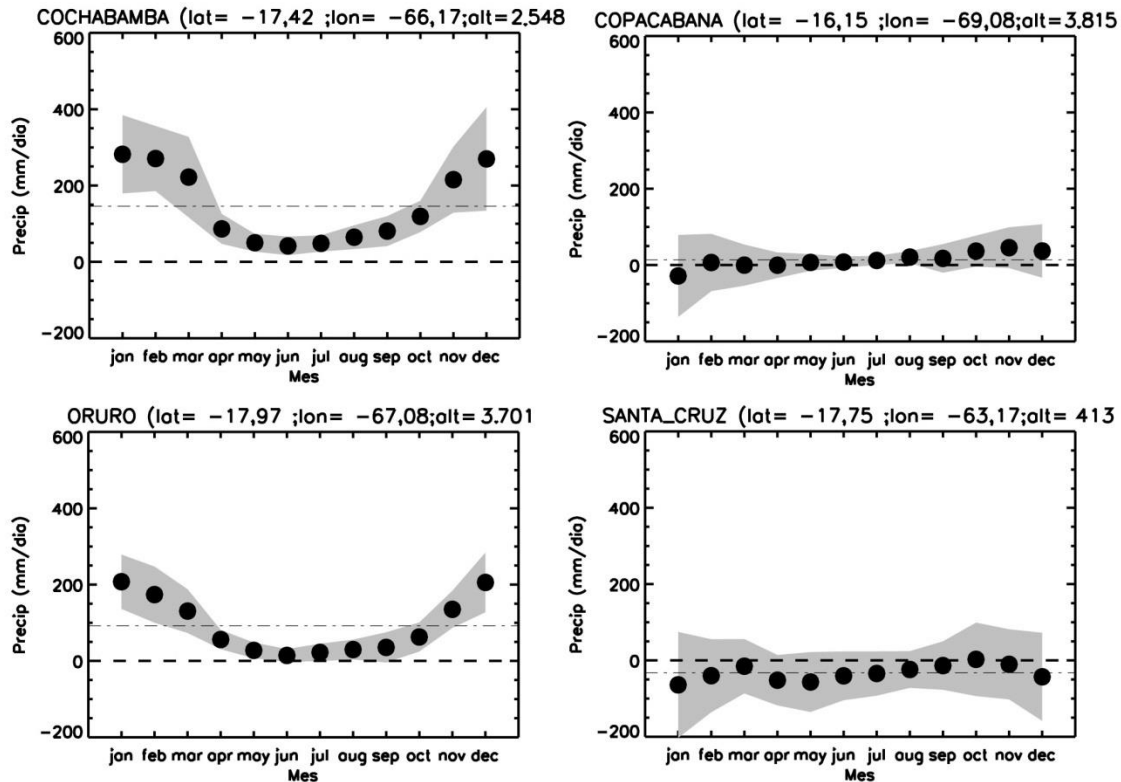 COCHABAMBA (lat= -17,42 ;lon= -66,17;alt=2,548
600
400
200
0
-200
Precip (mm/dia)
jan feb mar apr may jun jul aug sep oct nov dec
Mes
COPACABANA (lat= -16,15 ;lon= -69,08;alt=3,815
600
400
200
0
-200
Precip (mm/dia)
jan feb mar apr may jun jul aug sep oct nov dec
Mes
ORURO (lat= -17,97 ;lon= -67,08;alt=3.701
600
400
200
0
-200
Precip (mm/dia)
jan feb mar apr may jun jul aug sep oct nov dec
Mes
SANTA_CRUZ (lat= -17,75 ;lon= -63,17;alt= 413
600
400
200
0
-200
Precip (mm/dia)
jan feb mar apr may jun jul aug sep oct nov dec
Mes